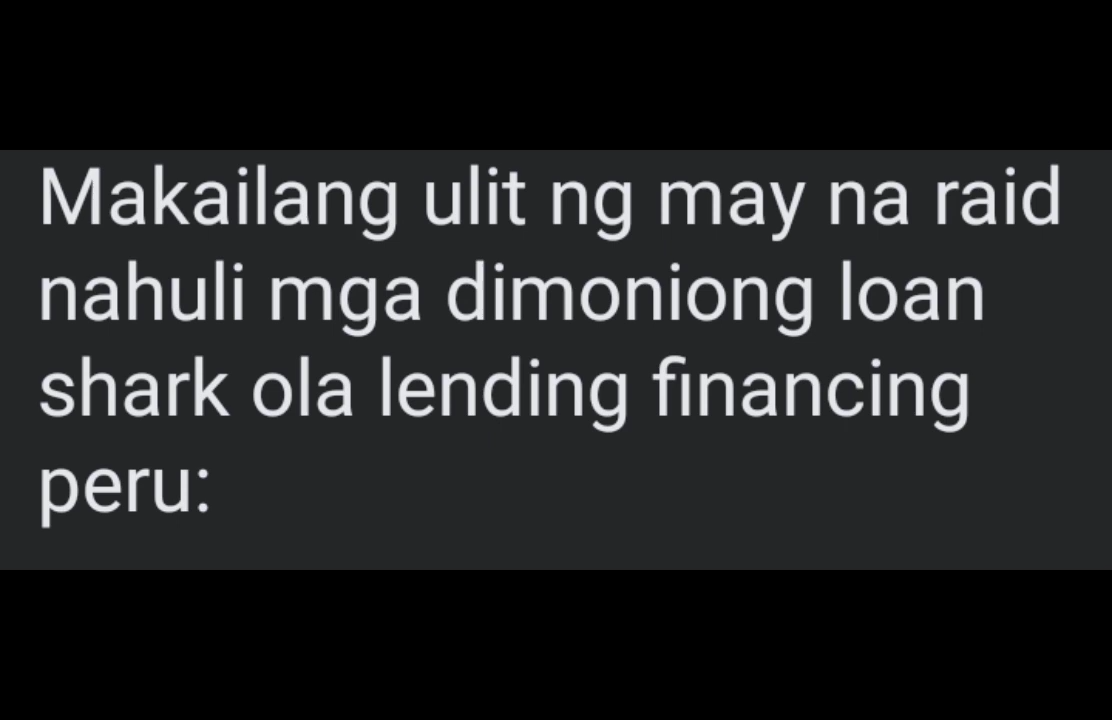 Makailang ulit ng may na raid
nahuli mga dimoniong loan
shark ola lending financing
peru: